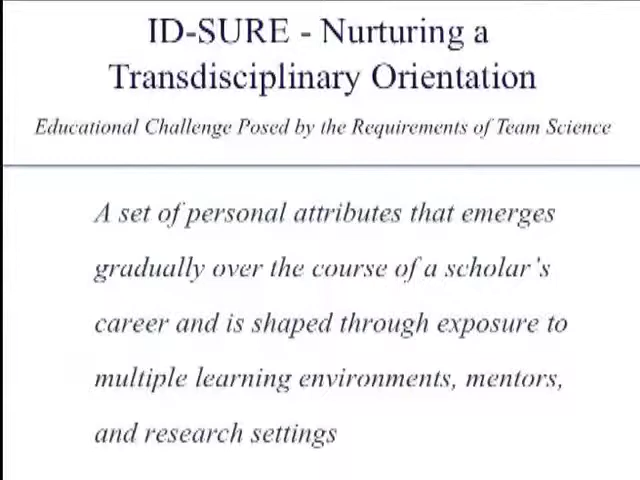 ID-SURE - Nurturing a
Transdisciplinary Orientation
Educational Challenge Posed by the Requirements of Team Science
A set of personal attributes that emerges
gradually over the course of a scholar's
career and is shaped through exposure to
multiple learning environments, mentors,
and research settings